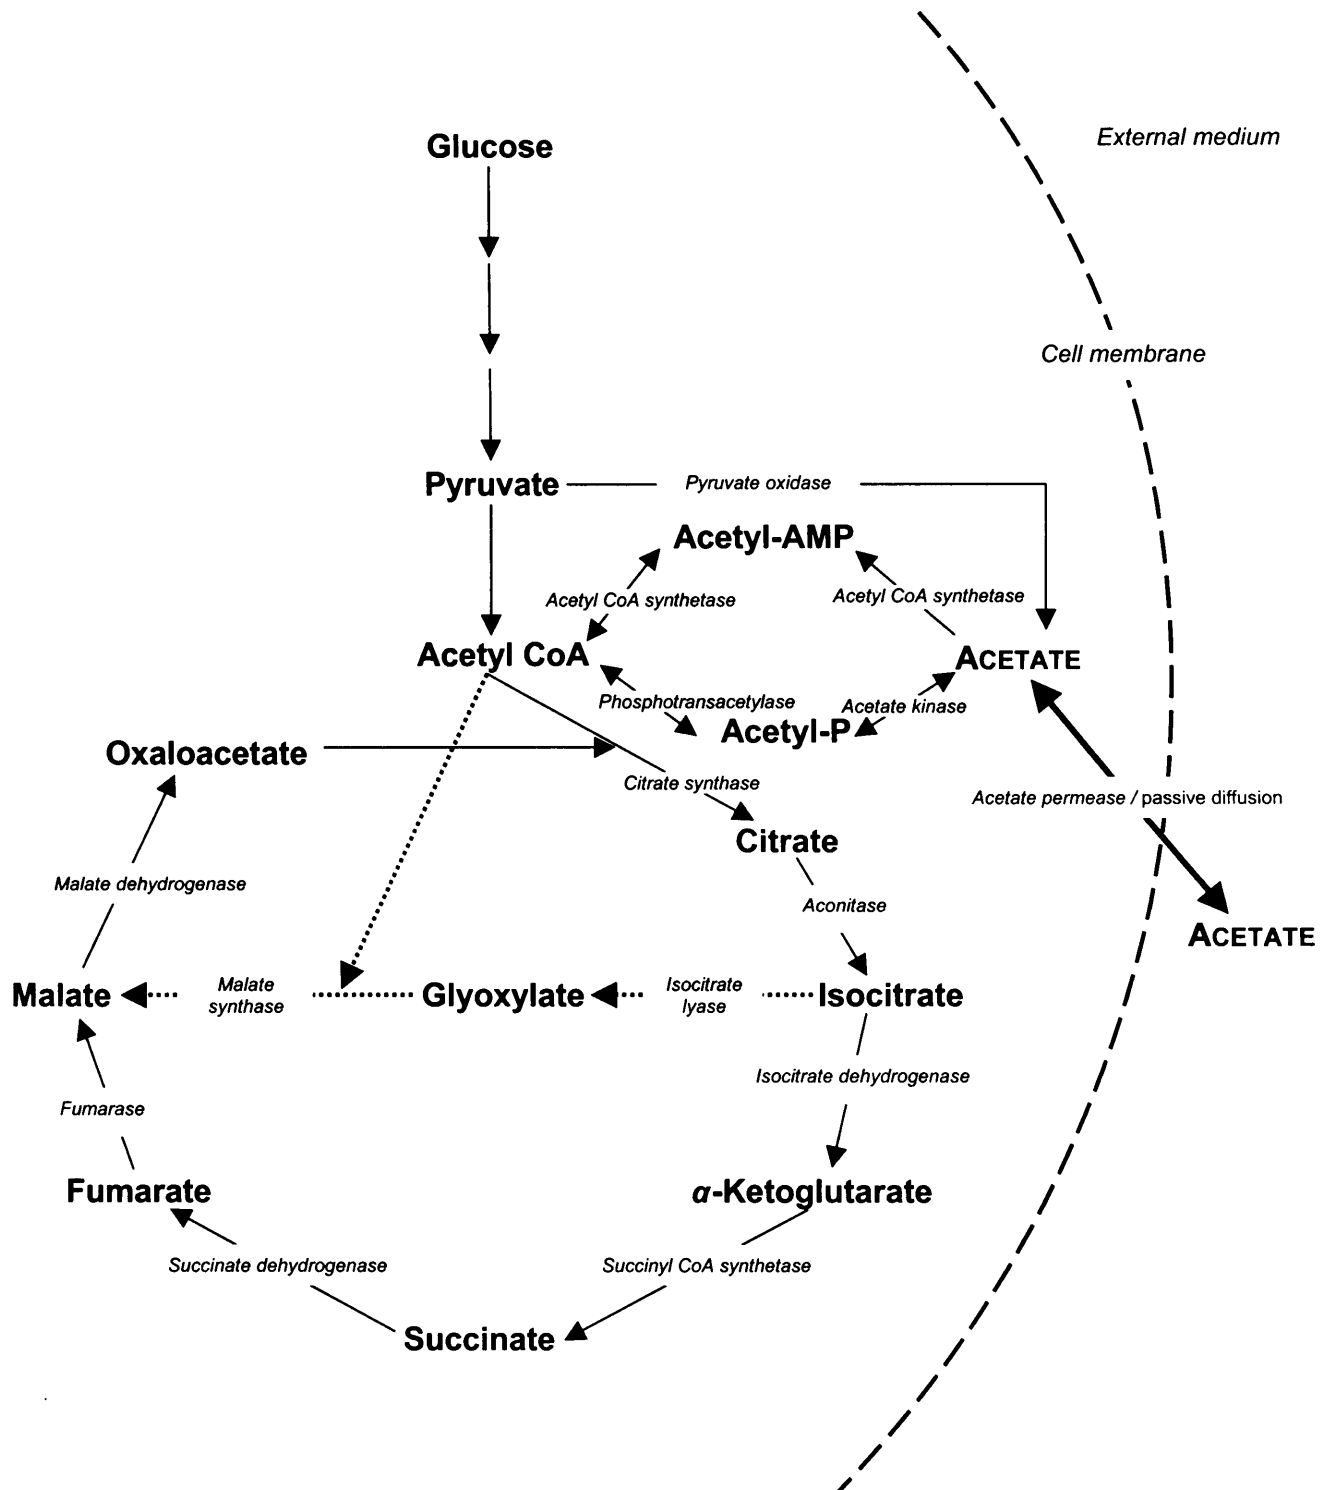 Glucose
External medium
Cell membrane
Pyruvate
Pyruvate oxidase
Acetyl-AMP
Acetyl CoA synthetase
Acetyl CoA synthetase
Acetyl CoA
ACETATE
Phosphotransacetylase
Acetate kinase
Acetyl-P
Oxaloacetate
Citrate synthase
Acetate permease / passive diffusion
Citrate
Malate dehydrogenase
Aconitase
ACETATE
Malate
Malate
synthase
Glyoxylate
Isocitrate
lyase
Isocitrate
Isocitrate dehydrogenase
Fumarase
Fumarate
α-Ketoglutarate
Succinate dehydrogenase
Succinyl CoA synthetase
Succinate